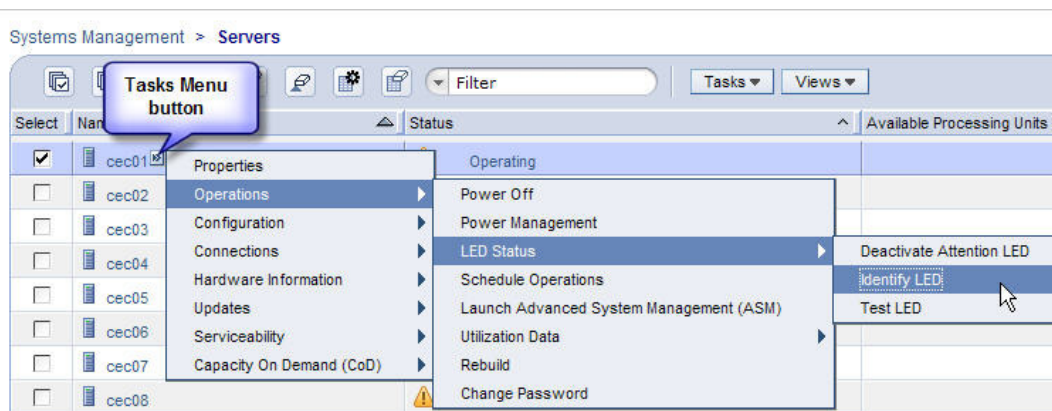 Systems Management > Servers
Tasks Menu
button
Filter
Tasks
Views
Select
Status
Available Processing Units
cec01
Operating
cec02
cec03
cec04
cec05
cec06
cec07
cec08
Properties
Operations
Configuration
Connections
Hardware Information
Updates
Serviceability
Capacity On Demand (CoD)
Power Off
Power Management
LED Status
Schedule Operations
Launch Advanced System Management (ASM)
Utilization Data
Rebuild
Change Password
Deactivate Attention LED
Identify LED
Test LED